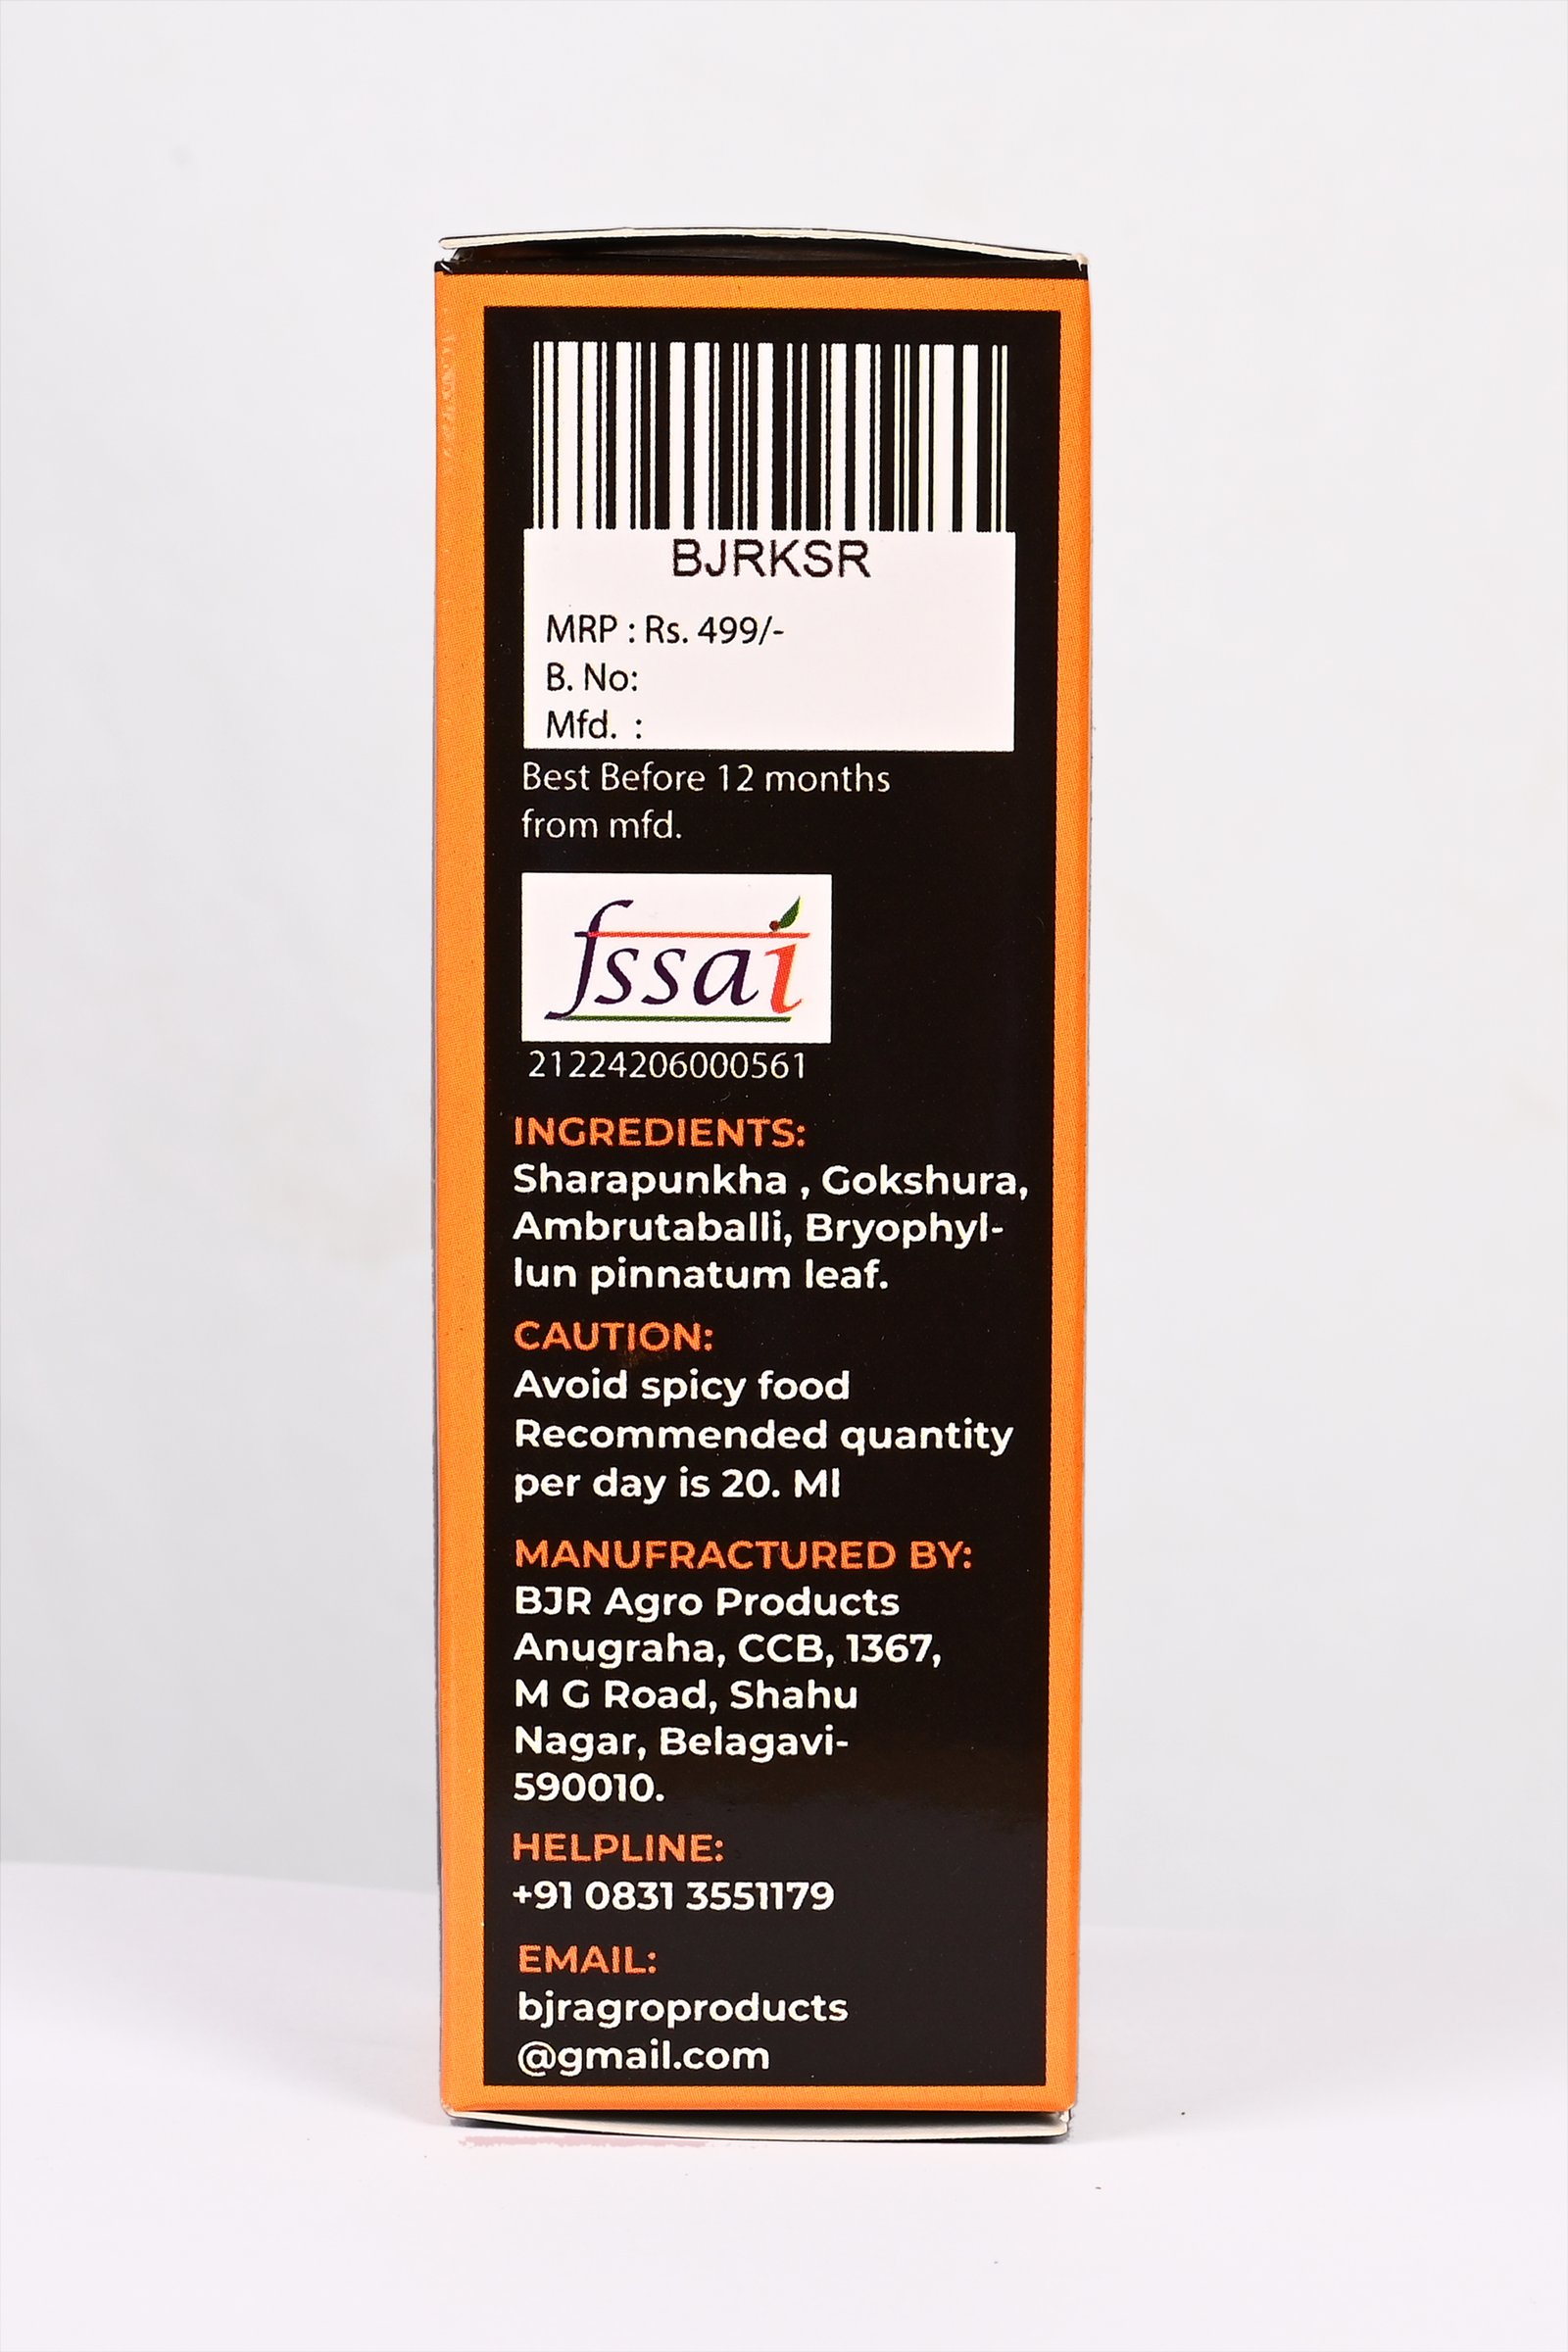 BJRKSR
MRP : Rs. 499/-
B. No:
Mfd. :
Best Before 12 months
from mfd.
fssai
21224206000561
INGREDIENTS:
Sharapunkha , Gokshura,
Ambrutaballi, Bryophyl-
lun pinnatum leaf.
CAUTION:
Avoid spicy food
Recommended quantity
per day is 20. Ml
MANUFRACTURED BY:
BJR Agro Products
Anugraha, CCB, 1367,
M G Road, Shahu
Nagar, Belagavi-
590010.
HELPLINE:
+91 0831 3551179
EMAIL:
bjragroproducts
@gmail.com